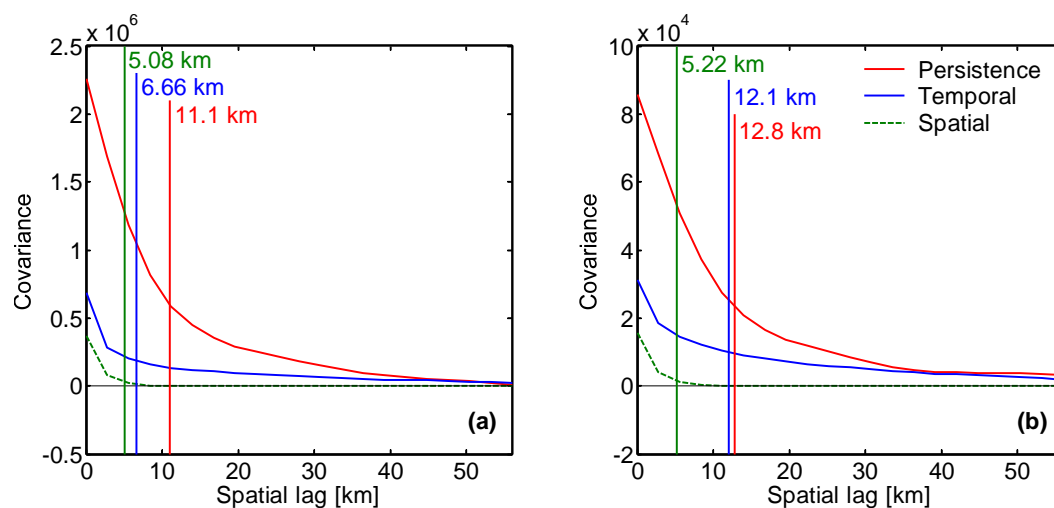 x 10^6
2.5
2
1.5
1
0.5
0
-0.5
Covariance
5.08 km
6.66 km
11.1 km
(a)
0 10 20 30 40 50
Spatial lag [km]
x 10^4
10
8
6
4
2
0
-2
Covariance
5.22 km
12.1 km
12.8 km
Persistence
Temporal
Spatial
(b)
0 10 20 30 40 50
Spatial lag [km]